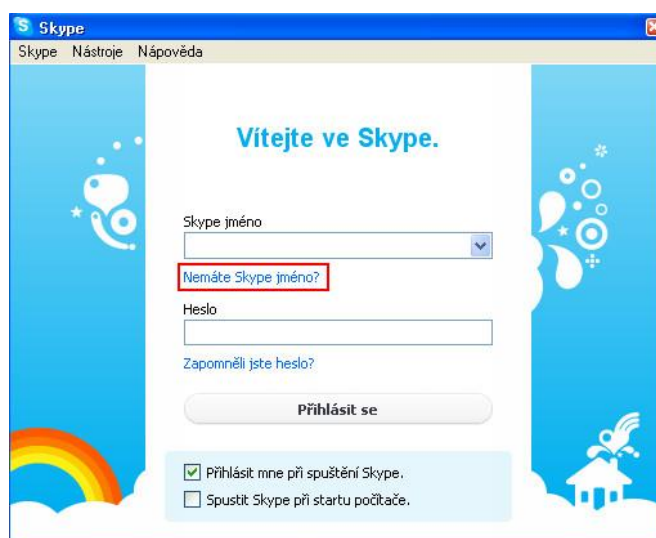 Skype
Skype Nástroje Nápověda
Vítejte ve Skype.
Skype jméno
Nemáte Skype jméno?
Heslo
Zapomněli jste heslo?
Přihlásit se
Přihlásit mne při spuštění Skype.
Spustit Skype při startu počítače.